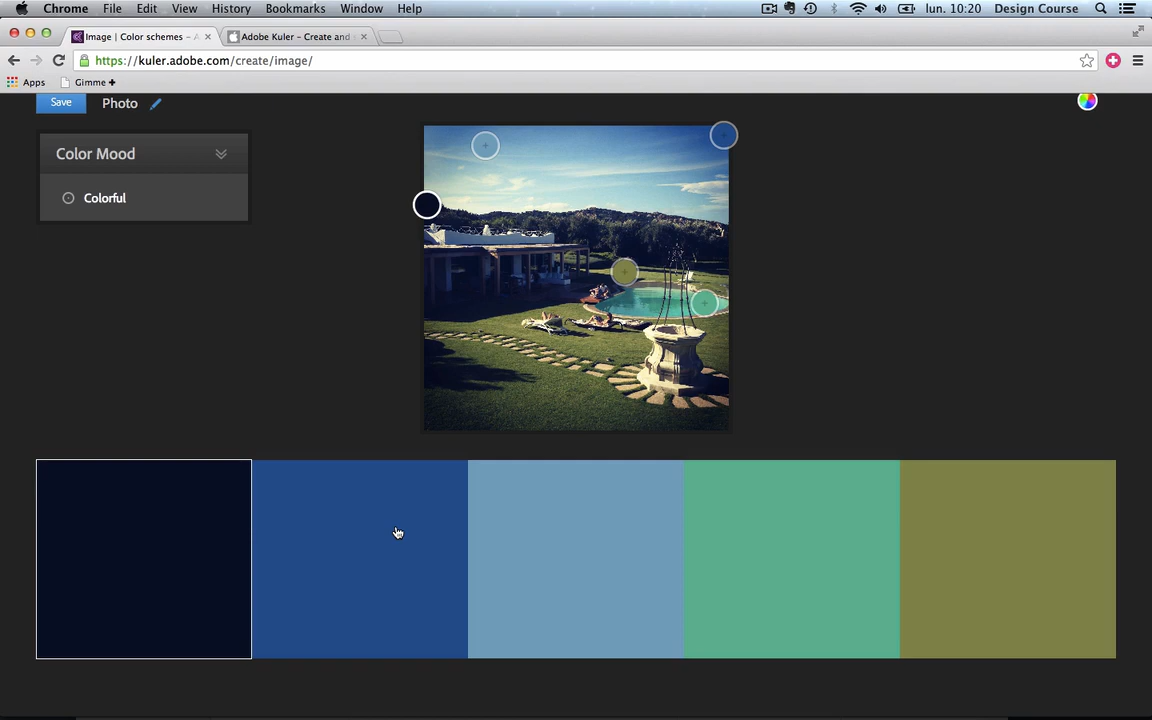 Chrome File Edit View History Bookmarks Window Help lun. 10:20 Design Course
Image | Color schemes - A
Adobe Kuler - Create and
https://kuler.adobe.com/create/image/
Apps Gimme +
Save Photo
Color Mood
Colorful